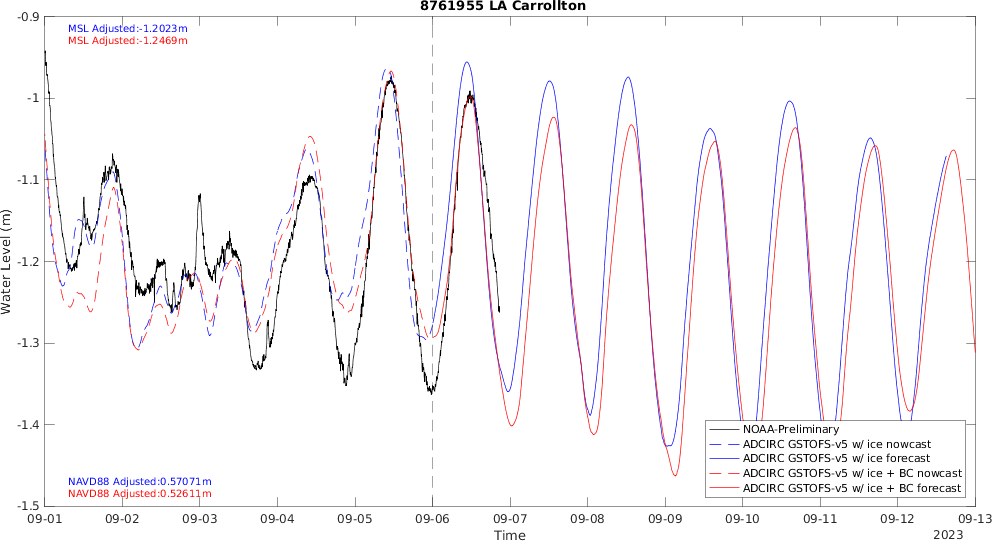 8761955 LA Carrollton
MSL Adjusted:-1.2023m
MSL Adjusted:-1.2469m
-0.9
-1
-1.1
-1.2
-1.3
-1.4
-1.5
Water Level (m)
NAVD88 Adjusted:0.57071m
NAVD88 Adjusted:0.52611m
NOAA-Preliminary
ADCIRC GSTOFS-v5 w/ ice nowcast
ADCIRC GSTOFS-v5 w/ ice forecast
ADCIRC GSTOFS-v5 w/ ice + BC nowcast
ADCIRC GSTOFS-v5 w/ ice + BC forecast
09-01 09-02 09-03 09-04 09-05 09-06 09-07 09-08 09-09 09-10 09-11 09-12 09-13
Time
2023